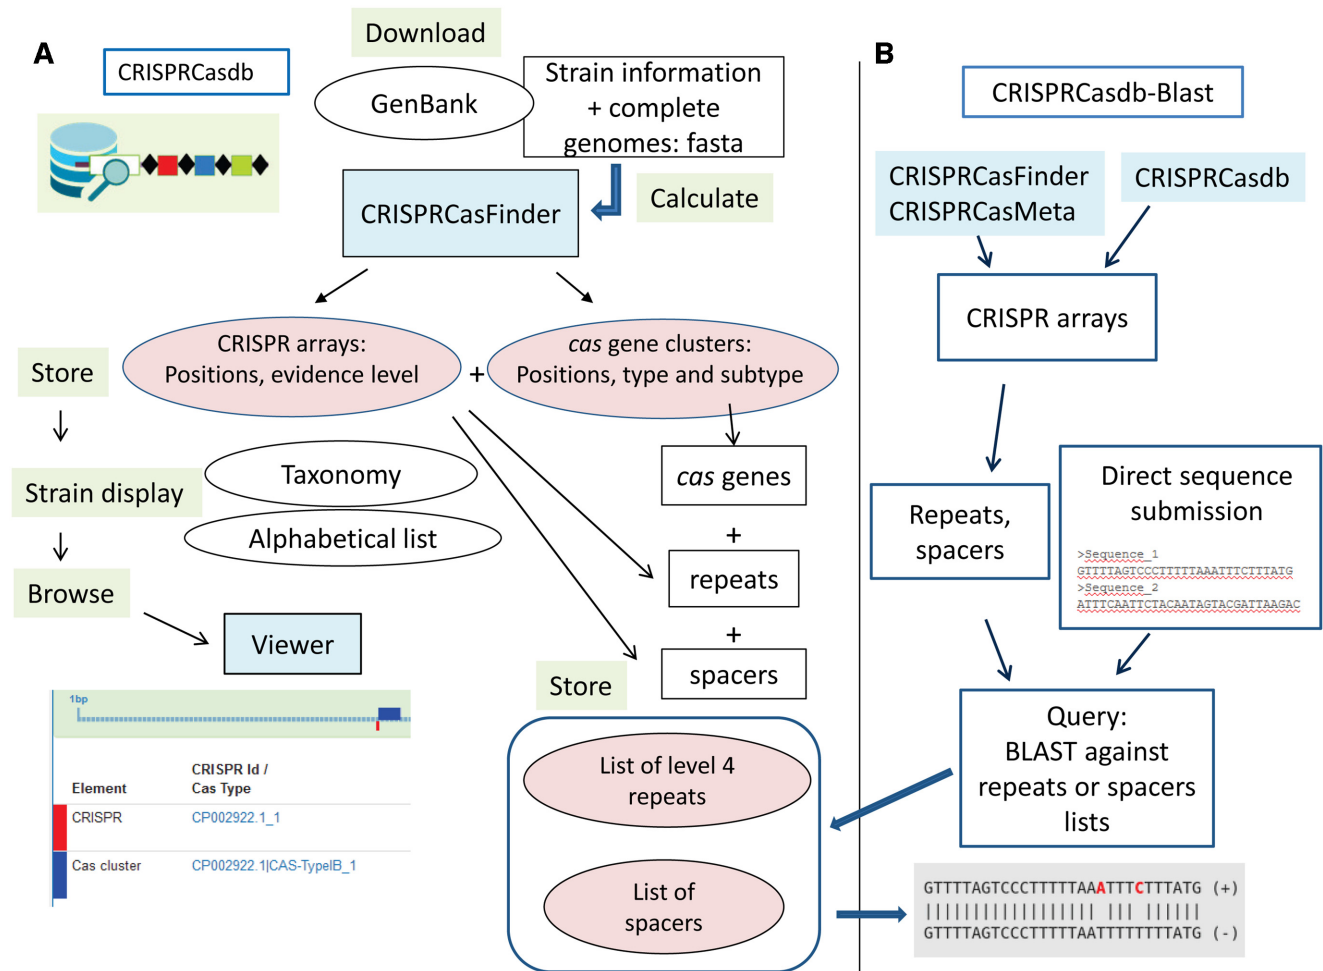 A
CRISPRCasdb
Download
GenBank
Strain information
+ complete
genomes: fasta
CRISPRCasFinder
Calculate
CRISPR arrays:
Positions, evidence level
+
cas gene clusters:
Positions, type and subtype
Store
Strain display
Browse
Taxonomy
Alphabetical list
Viewer
cas genes
+
repeats
+
spacers
Store
List of level 4
repeats
List of
spacers
1bp
Element
CRISPR Id /
Cas Type
CRISPR
CP002922.1_1
Cas cluster
CP002922.1|CAS-TypeIB_1
B
CRISPRCasdb-Blast
CRISPRCasFinder
CRISPRCasMeta
CRISPRCasdb
CRISPR arrays
Repeats,
spacers
Direct sequence
submission
>Sequence_1
GTTTTAGTCCCTTTTTAAATTTCTTTATG
>Sequence_2
ATTTCAATTCTACAATAGTACGATTAAGAC
Query:
BLAST against
repeats or spacers
lists
GTTTTAGTCCCTTTTTAAATTTCTTTATG (+)
|||||||||||||||||| ||| ||||||
GTTTTAGTCCCTTTTTAATTTTTTTTATG (-)